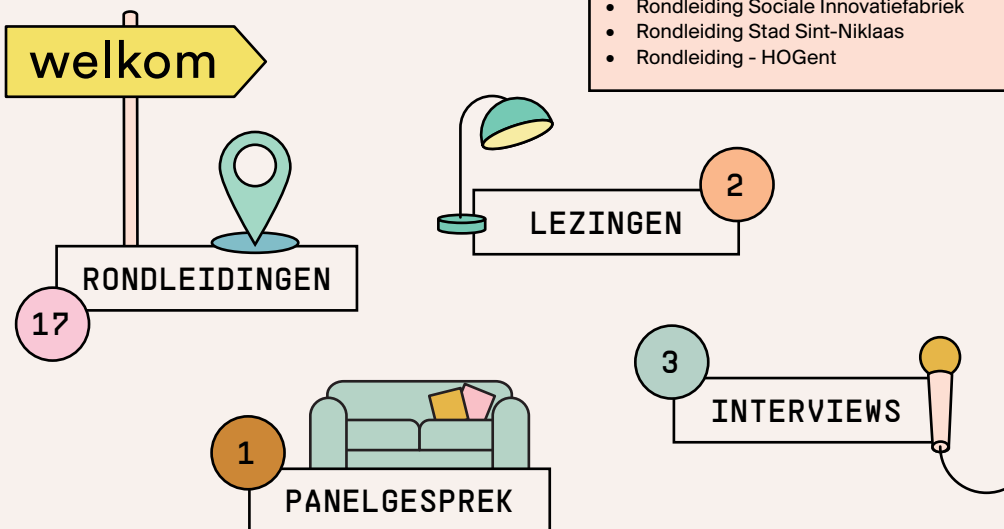 • Rondleiding Sociale Innovatiefabriek
• Rondleiding Stad Sint-Niklaas
• Rondleiding - HOGent
welkom
2
LEZINGEN
RONDLEIDINGEN
17
3
INTERVIEWS
1
PANELGESPREK